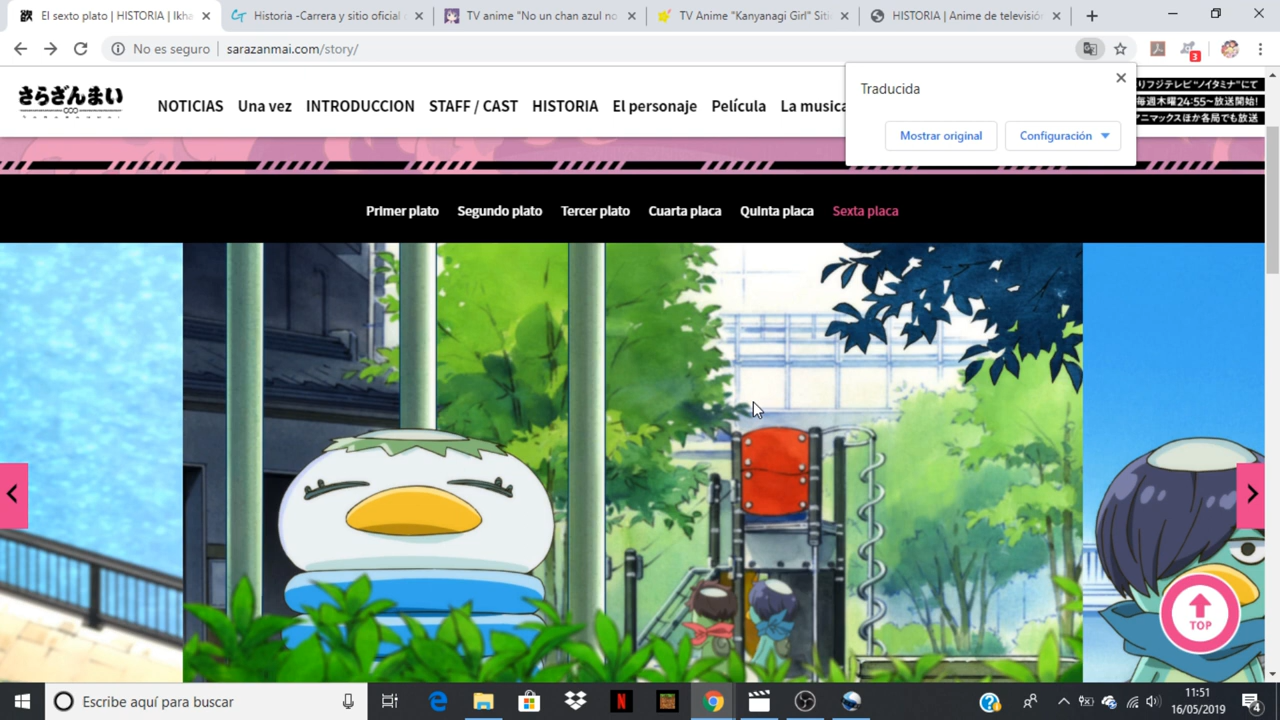 El sexto plato | HISTORIA | Ikha
Historia -Carrera y sitio oficial
TV anime "No un chan azul no
TV Anime "Kanyanagi Girl" Siti
HISTORIA | Anime de televisión
No es seguro
sarazanmai.com/story/
3
さらざんまい
NOTICIAS
Una vez
INTRODUCCION
STAFF / CAST
HISTORIA
El personaje
Película
La musica
Traducida
Mostrar original
Configuración
りフジテレビ"ノイタミナ"にて
毎週木曜24:55~放送開始!
アニマックスほか各局でも放送
Primer plato
Segundo plato
Tercer plato
Cuarta placa
Quinta placa
Sexta placa
TOP
Escribe aquí para buscar
11:51
16/05/2019
4